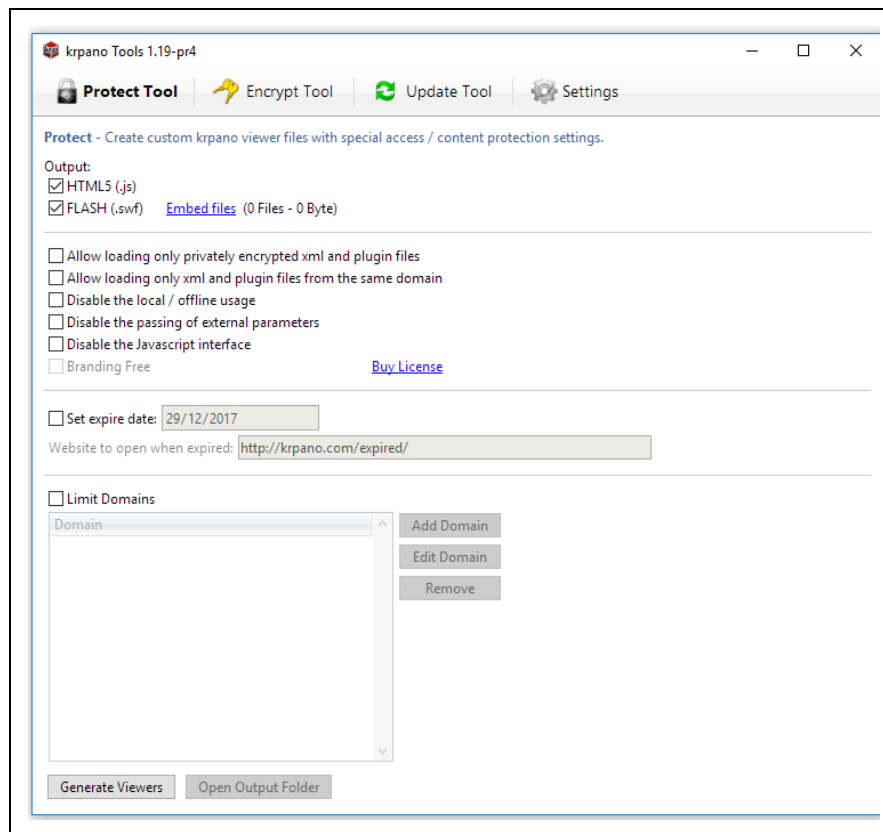 krpano Tools 1.19-pr4
Protect Tool Encrypt Tool Update Tool Settings
Protect - Create custom krpano viewer files with special access / content protection settings.
Output:
HTML5 (.js)
FLASH (.swf) Embed files (0 Files - 0 Byte)
Allow loading only privately encrypted xml and plugin files
Allow loading only xml and plugin files from the same domain
Disable the local / offline usage
Disable the passing of external parameters
Disable the Javascript interface
Branding Free Buy License
Set expire date: 29/12/2017
Website to open when expired: http://krpano.com/expired/
Limit Domains
Domain Add Domain
Edit Domain
Remove
Generate Viewers Open Output Folder